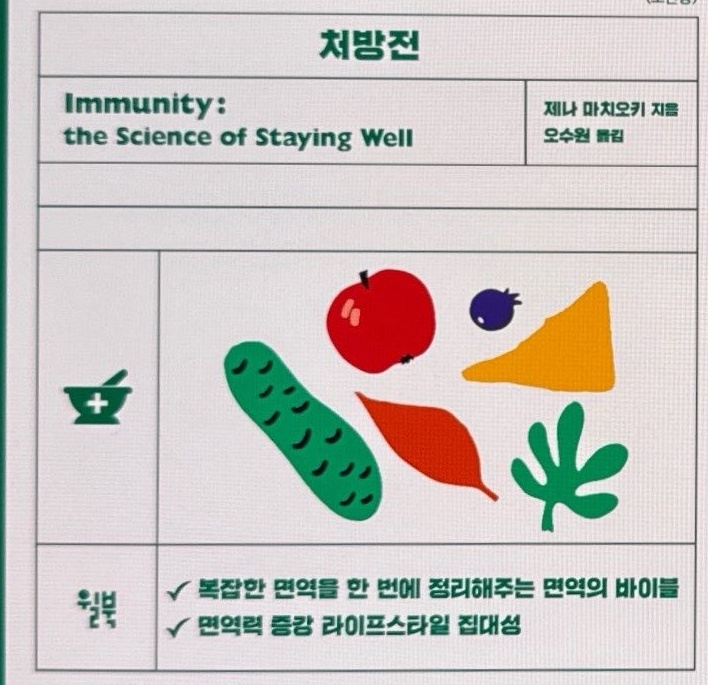 처방전
Immunity:
the Science of Staying Well
제나 마치오키 지음
오수원 옮김
윌북
✓ 복잡한 면역을 한 번에 정리해주는 면역의 바이블
✓ 면역력 증강 라이프스타일 집대성